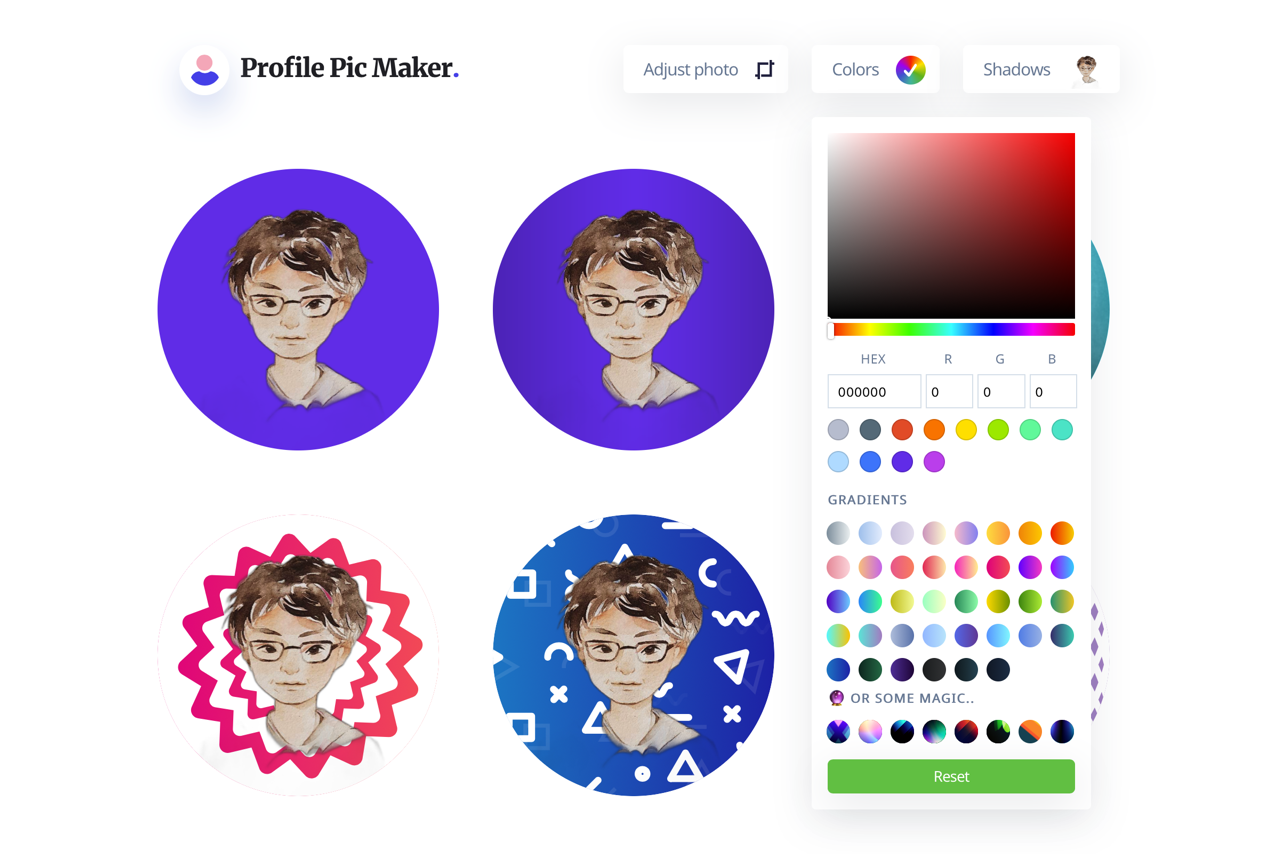 Profile Pic Maker.
Adjust photo
Colors
Shadows
HEX R G B
000000 0 0 0
GRADIENTS
OR SOME MAGIC..
Reset